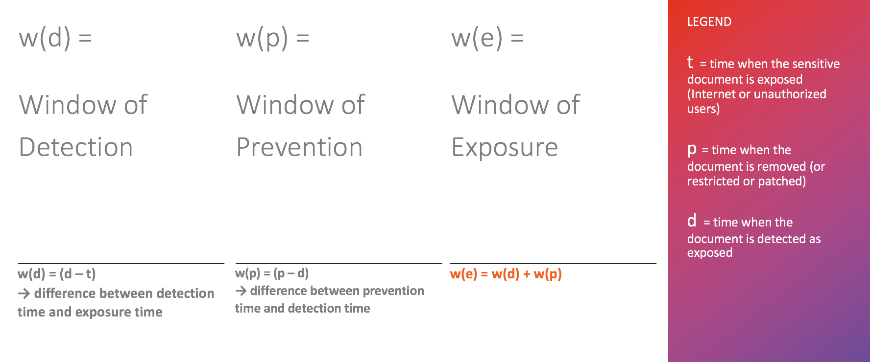 w(d) =
Window of
Detection
w(d) = (d – t)
→ difference between detection
time and exposure time
w(p) =
Window of
Prevention
w(p) = (p – d)
→ difference between prevention
time and detection time
w(e) =
Window of
Exposure
w(e) = w(d) + w(p)
LEGEND
t = time when the sensitive
document is exposed
(Internet or unauthorized
users)
p = time when the
document is removed (or
restricted or patched)
d = time when the
document is detected as
exposed